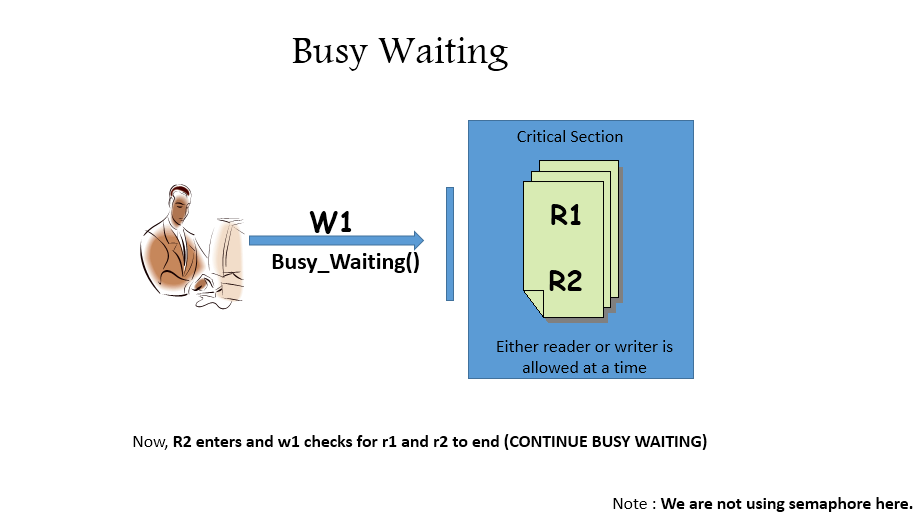 Busy Waiting
Critical Section
W1
Busy_Waiting()
R1
R2
Either reader or writer is
allowed at a time
Now, R2 enters and w1 checks for r1 and r2 to end (CONTINUE BUSY WAITING)
Note : We are not using semaphore here.